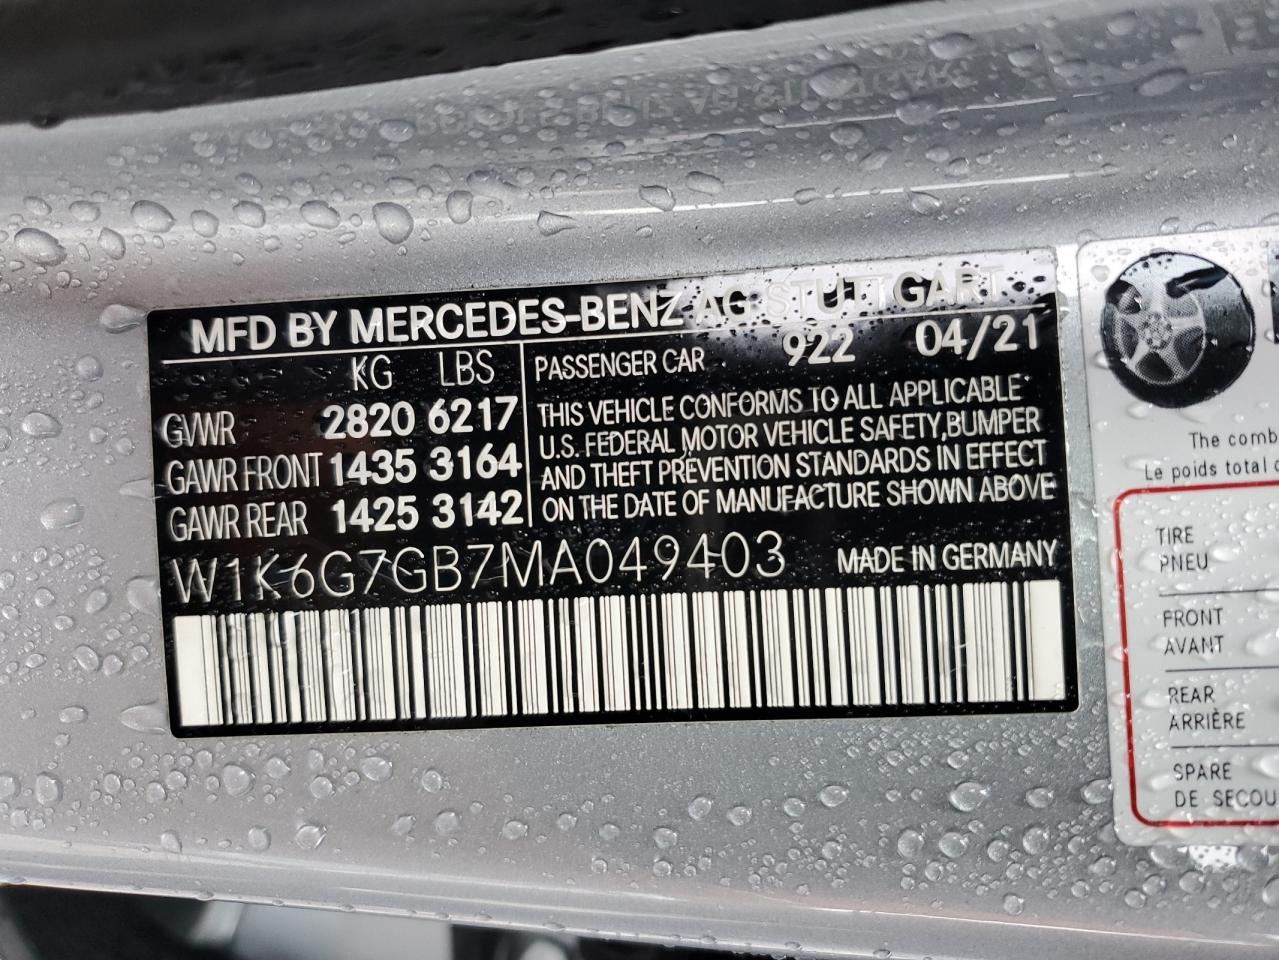 MFD BY MERCEDES-BENZ AG STUTTGART
KG LBS
GVWR 2820 6217
GAWR FRONT 1435 3164
GAWR REAR 1425 3142
PASSENGER CAR 922 04/21
THIS VEHICLE CONFORMS TO ALL APPLICABLE
U.S. FEDERAL MOTOR VEHICLE SAFETY, BUMPER
AND THEFT PREVENTION STANDARDS IN EFFECT
ON THE DATE OF MANUFACTURE SHOWN ABOVE
W1K6G7GB7MA049403 MADE IN GERMANY
The comb
Le poids total
TIRE
PNEU
FRONT
AVANT
REAR
ARRIÈRE
SPARE
DE SECOU